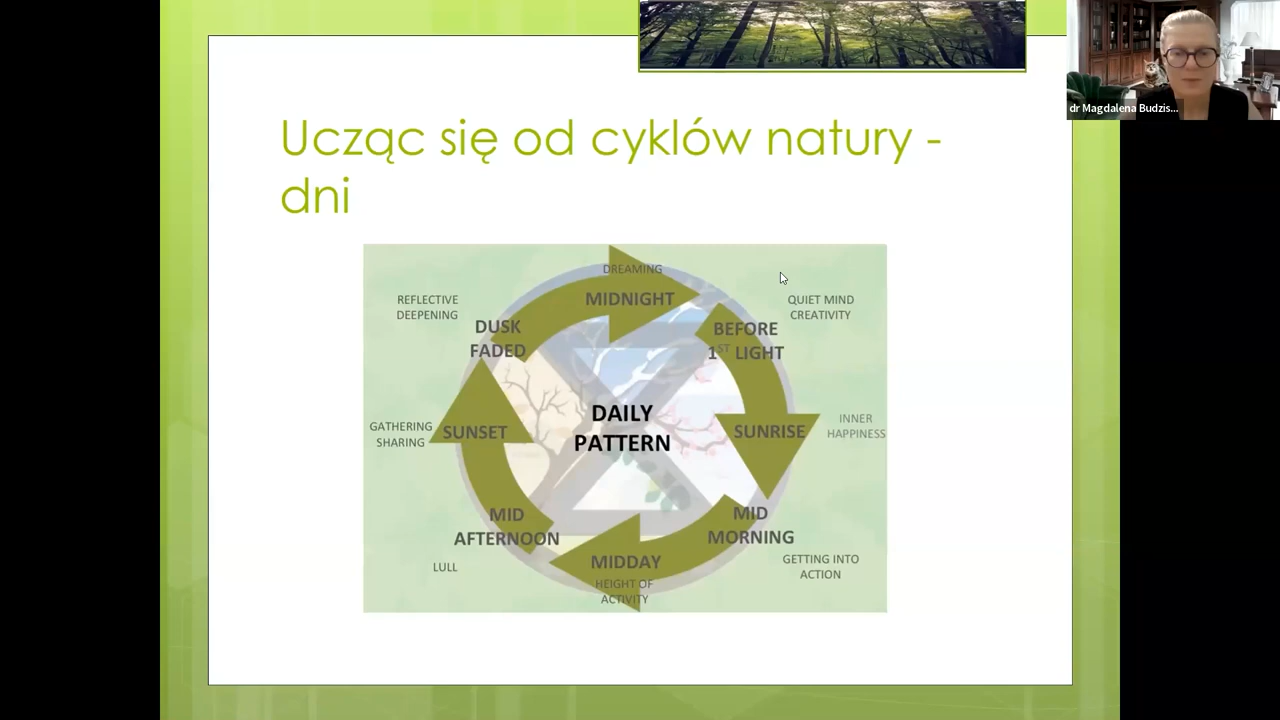 dr Magdalena Budzis...
Ucząc się od cyklów natury -
dni
DREAMING
MIDNIGHT
REFLECTIVE
DEEPENING
QUIET MIND
CREATIVITY
DUSK
FADED
BEFORE
1ST LIGHT
DAILY
PATTERN
GATHERING
SHARING
SUNSET
SUNRISE
INNER
HAPPINESS
MID
AFTERNOON
MID
MORNING
LULL
MIDDAY
HEIGHT OF
ACTIVITY
GETTING INTO
ACTION